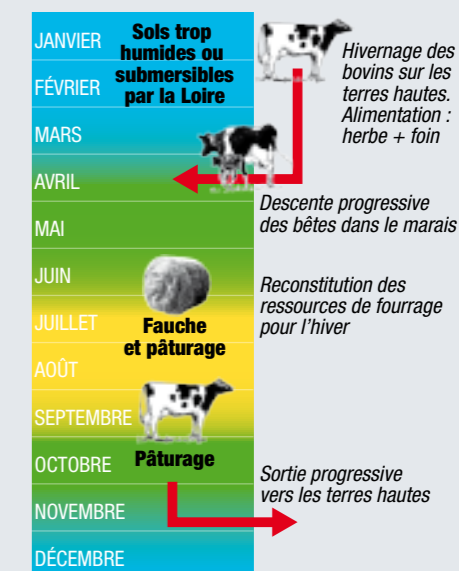 JANVIER
FÉVRIER
MARS
AVRIL
MAI
JUIN
JUILLET
AOÛT
SEPTEMBRE
OCTOBRE
NOVEMBRE
DÉCEMBRE
Sols trop
humides ou
submersibles
par la Loire
Hivernage des
bovins sur les
terres hautes.
Alimentation :
herbe + foin
Descente progressive
des bêtes dans le marais
Reconstitution des
ressources de fourrage
pour l'hiver
Fauche
et pâturage
Pâturage
Sortie progressive
vers les terres hautes